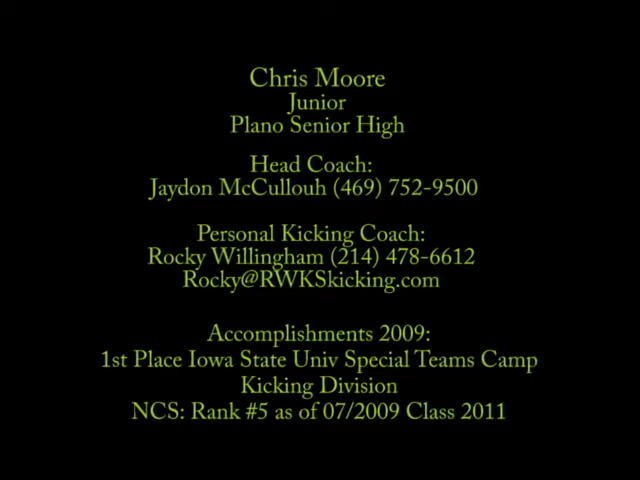 Chris Moore
Junior
Plano Senior High
Head Coach:
Jaydon McCullouh (469) 752-9500
Personal Kicking Coach:
Rocky Willingham (214) 478-6612
Rocky@RWKSkicking.com
Accomplishments 2009:
1st Place Iowa State Univ Special Teams Camp
Kicking Division
NCS: Rank #5 as of 07/2009 Class 2011